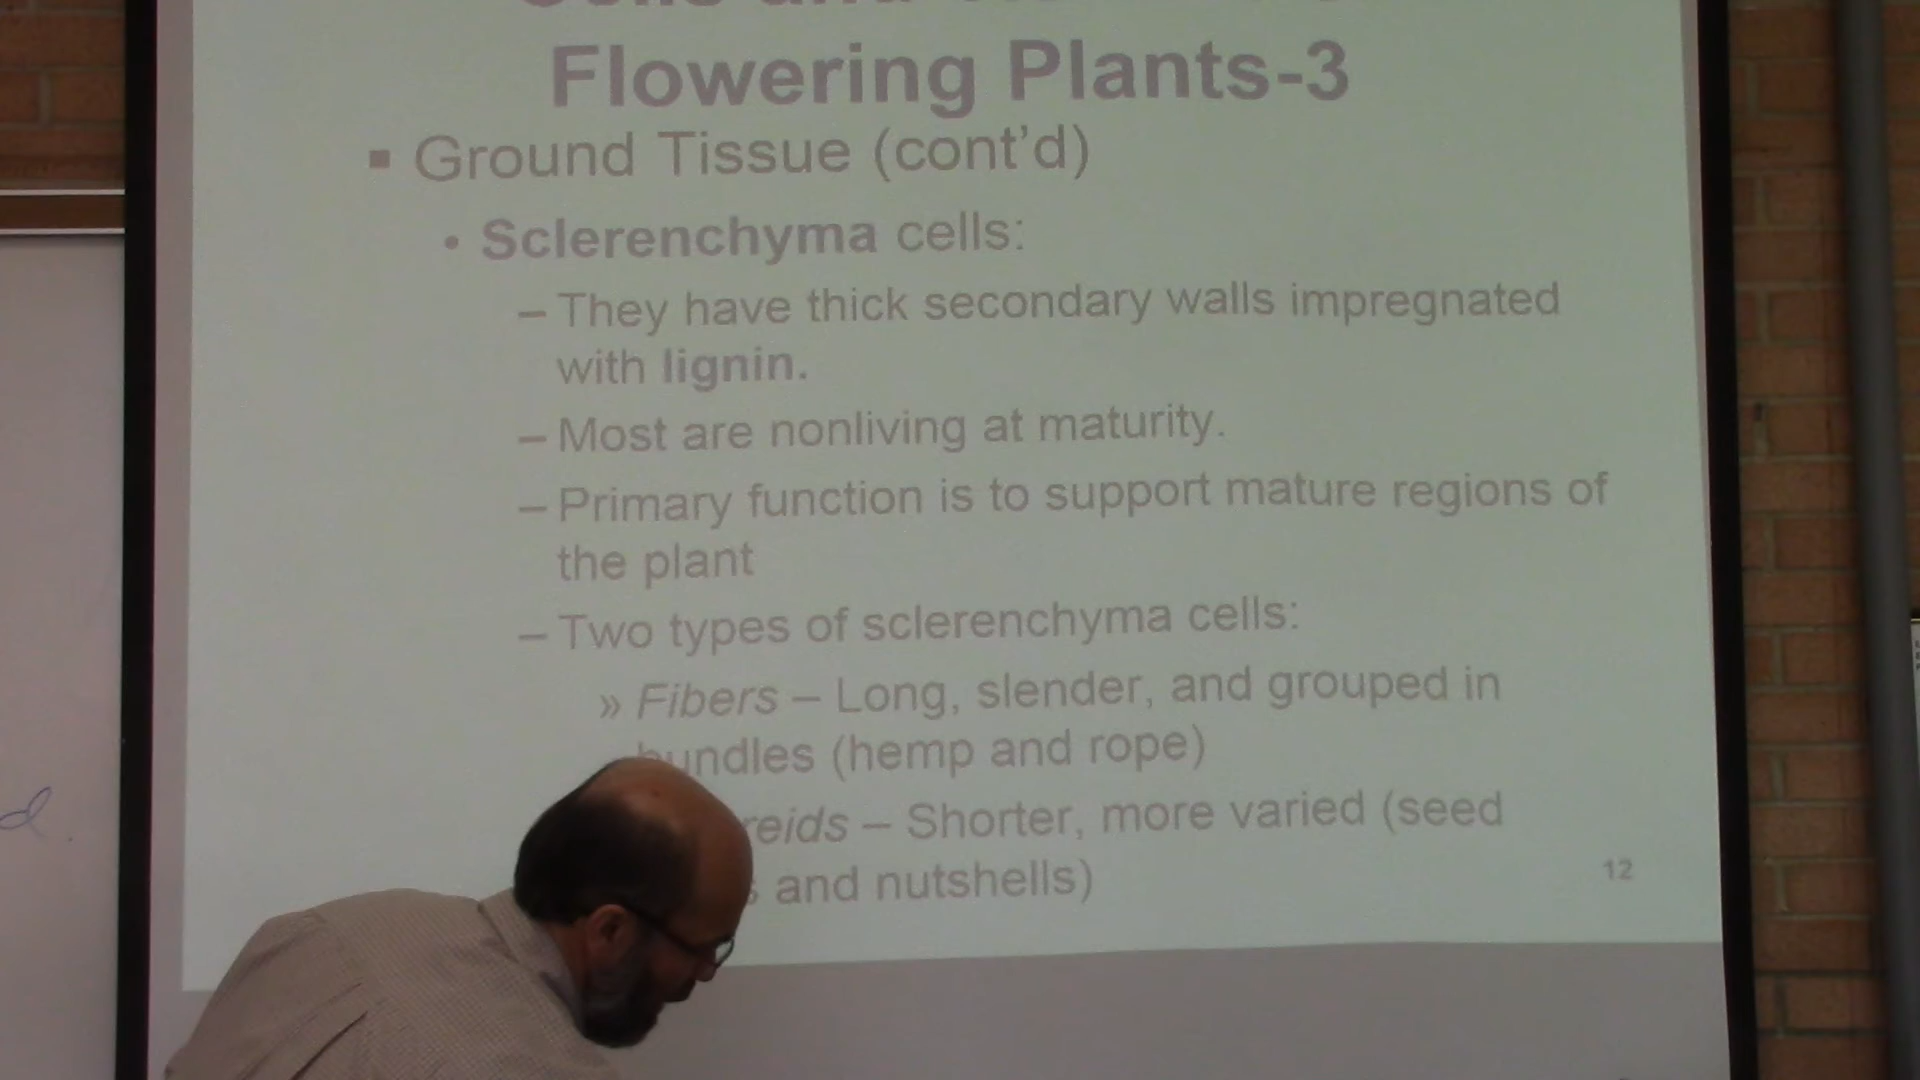 Flowering Plants-3
▪ Ground Tissue (cont’d)
• Sclerenchyma cells:
– They have thick secondary walls impregnated
with lignin.
– Most are nonliving at maturity.
– Primary function is to support mature regions of
the plant
– Two types of sclerenchyma cells:
» Fibers – Long, slender, and grouped in
bundles (hemp and rope)
– Shorter, more varied (seed
and nutshells)
12